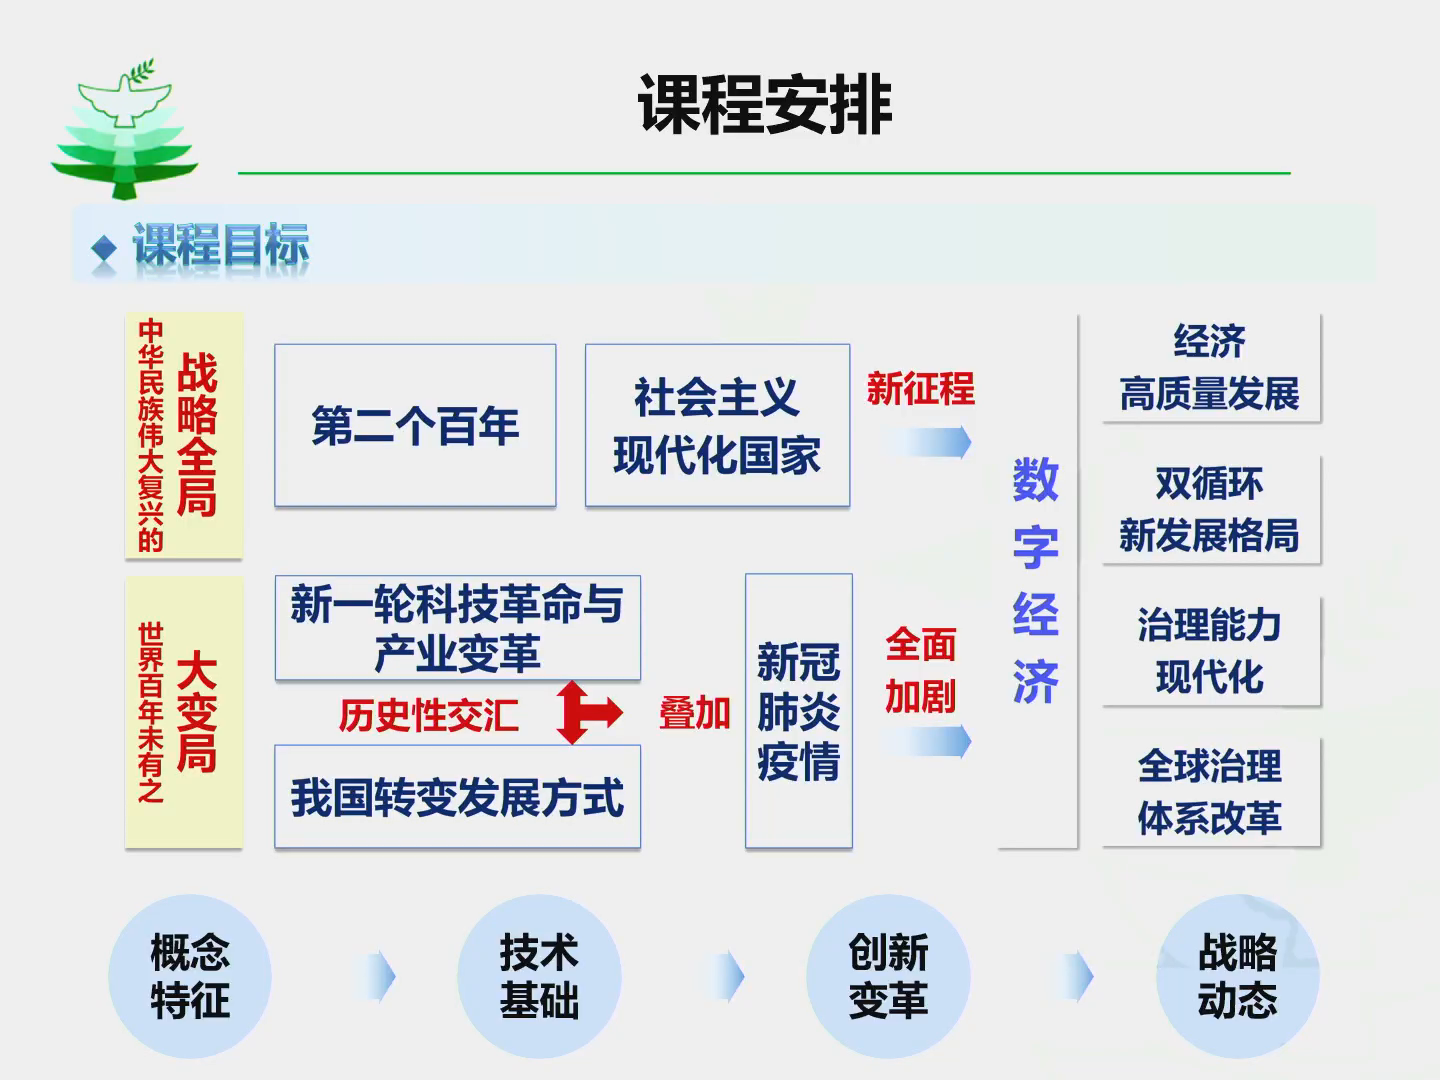 课程安排
课程目标
中华民族伟大复兴的
战略全局
第二个百年
社会主义
现代化国家
新征程
世界百年未有之
大变局
新一轮科技革命与
产业变革
历史性交汇
叠加
我国转变发展方式
新冠
肺炎
疫情
全面
加剧
数字经济
经济
高质量发展
双循环
新发展格局
治理能力
现代化
全球治理
体系改革
概念
特征
技术
基础
创新
变革
战略
动态